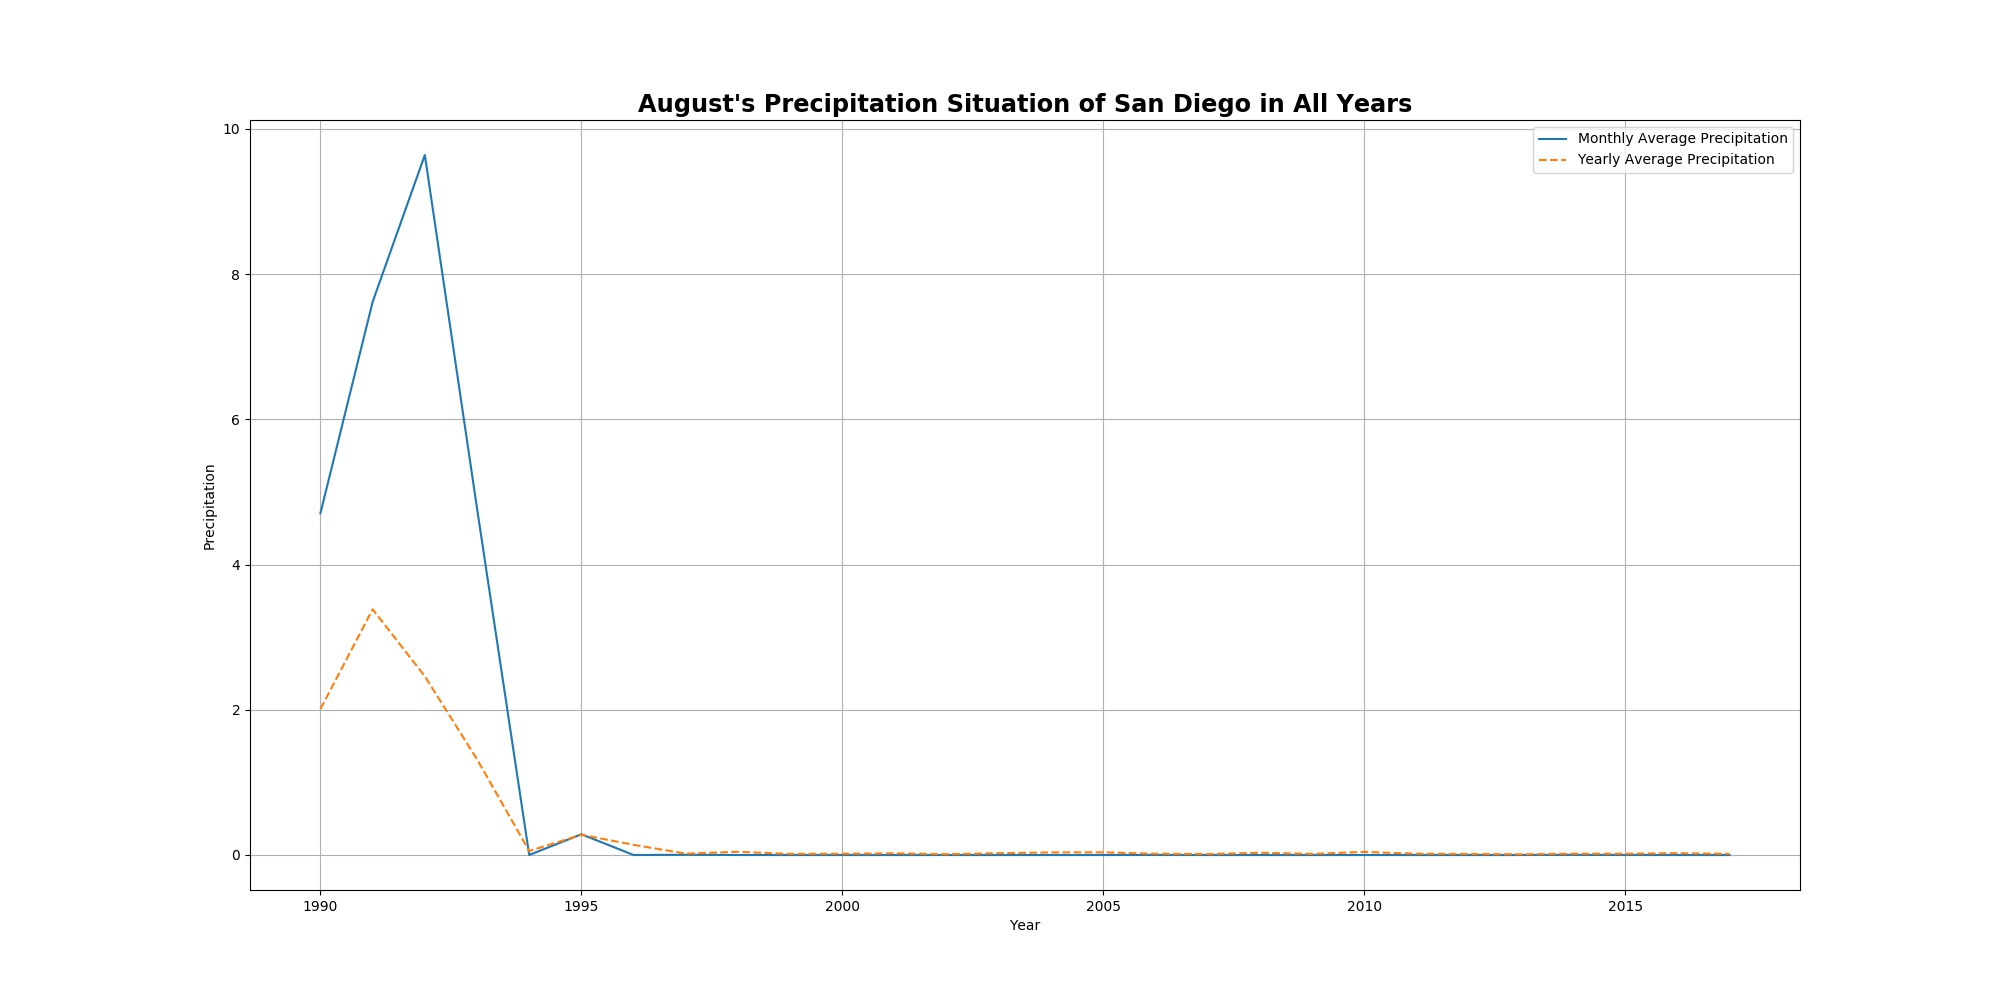 August's Precipitation Situation of San Diego in All Years
Monthly Average Precipitation
Yearly Average Precipitation
10
8
6
4
2
0
Precipitation
1990 1995 2000 2005 2010 2015
Year